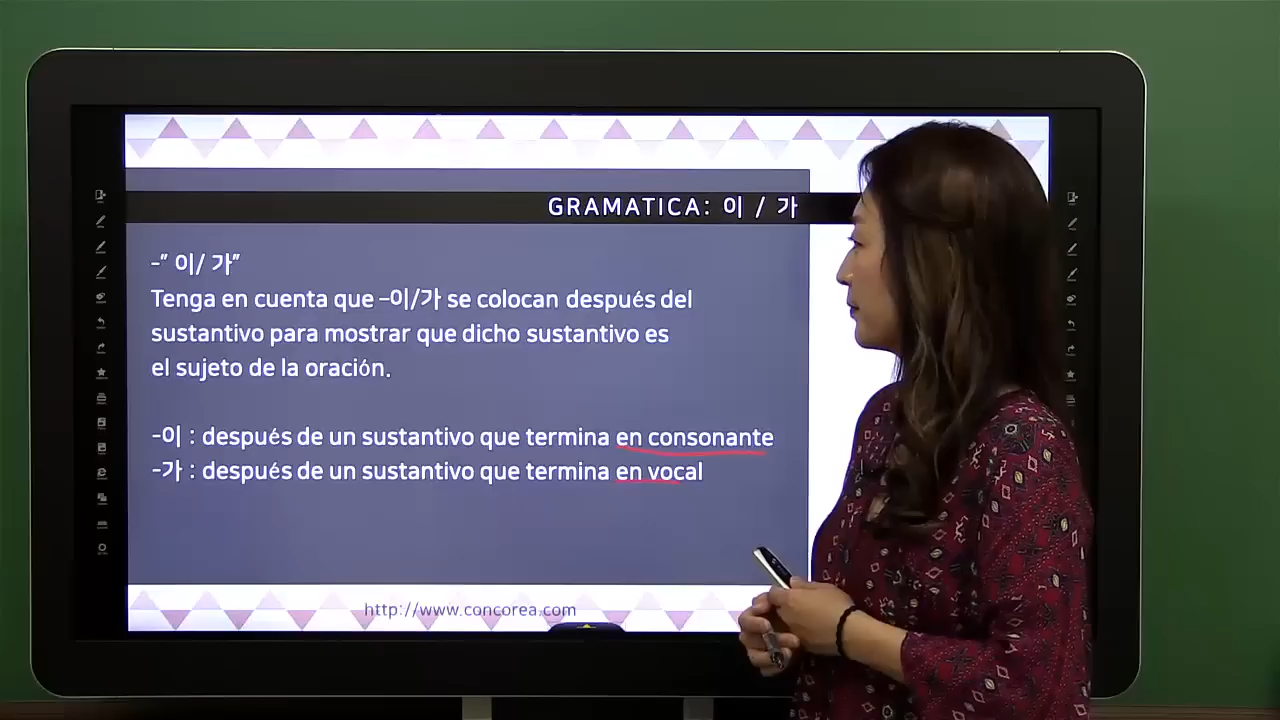 GRAMATICA: 이 / 가
-” 이/ 가”
Tenga en cuenta que –이/가 se colocan después del
sustantivo para mostrar que dicho sustantivo es
el sujeto de la oración.
-이 : después de un sustantivo que termina en consonante
-가 : después de un sustantivo que termina en vocal
http://www.concorea.com